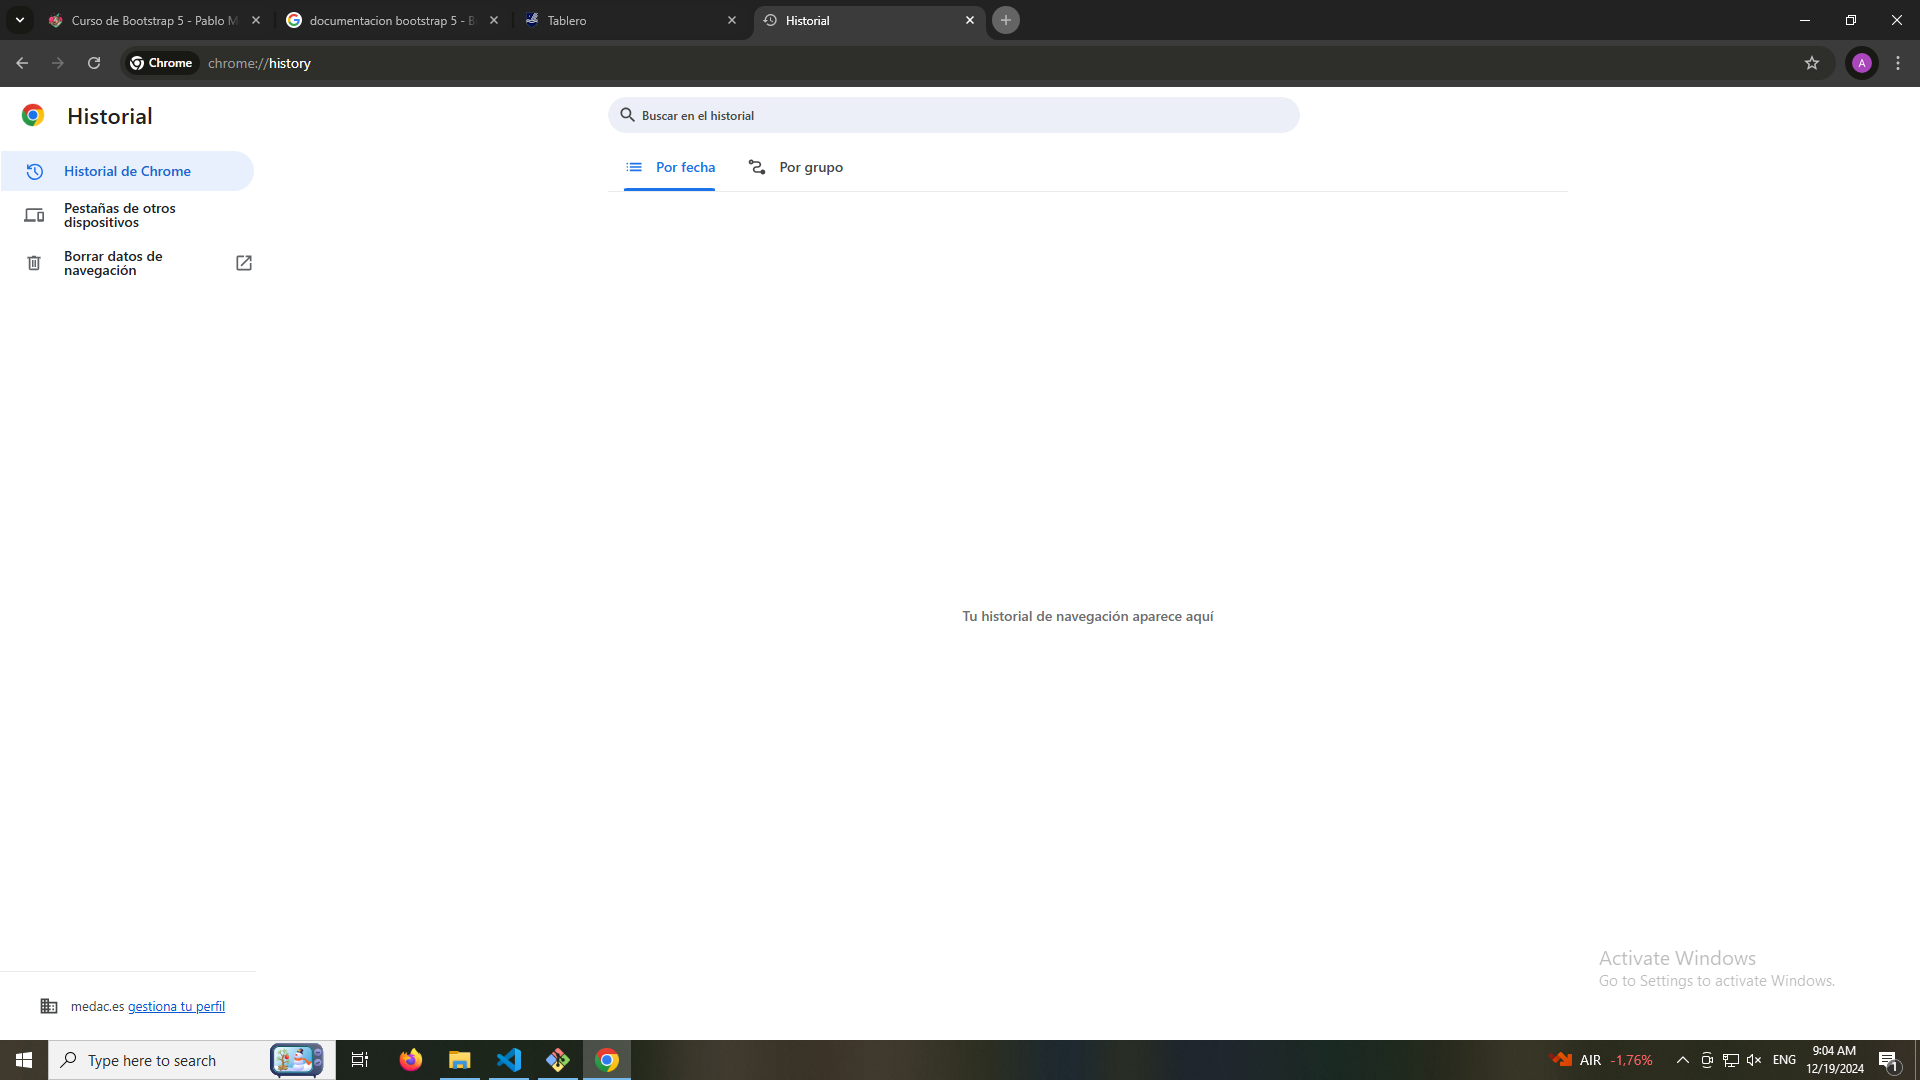 Curso de Bootstrap 5 - Pablo M
documentacion bootstrap 5 - B
Tablero
Historial
Chrome
chrome://history
A
Historial
Buscar en el historial
Historial de Chrome
Por fecha
Por grupo
Pestañas de otros
dispositivos
Borrar datos de
navegación
Tu historial de navegación aparece aquí
Activate Windows
Go to Settings to activate Windows.
medac.es gestiona tu perfil
Type here to search
AIR -1,76%
ENG
9:04 AM
12/19/2024
1